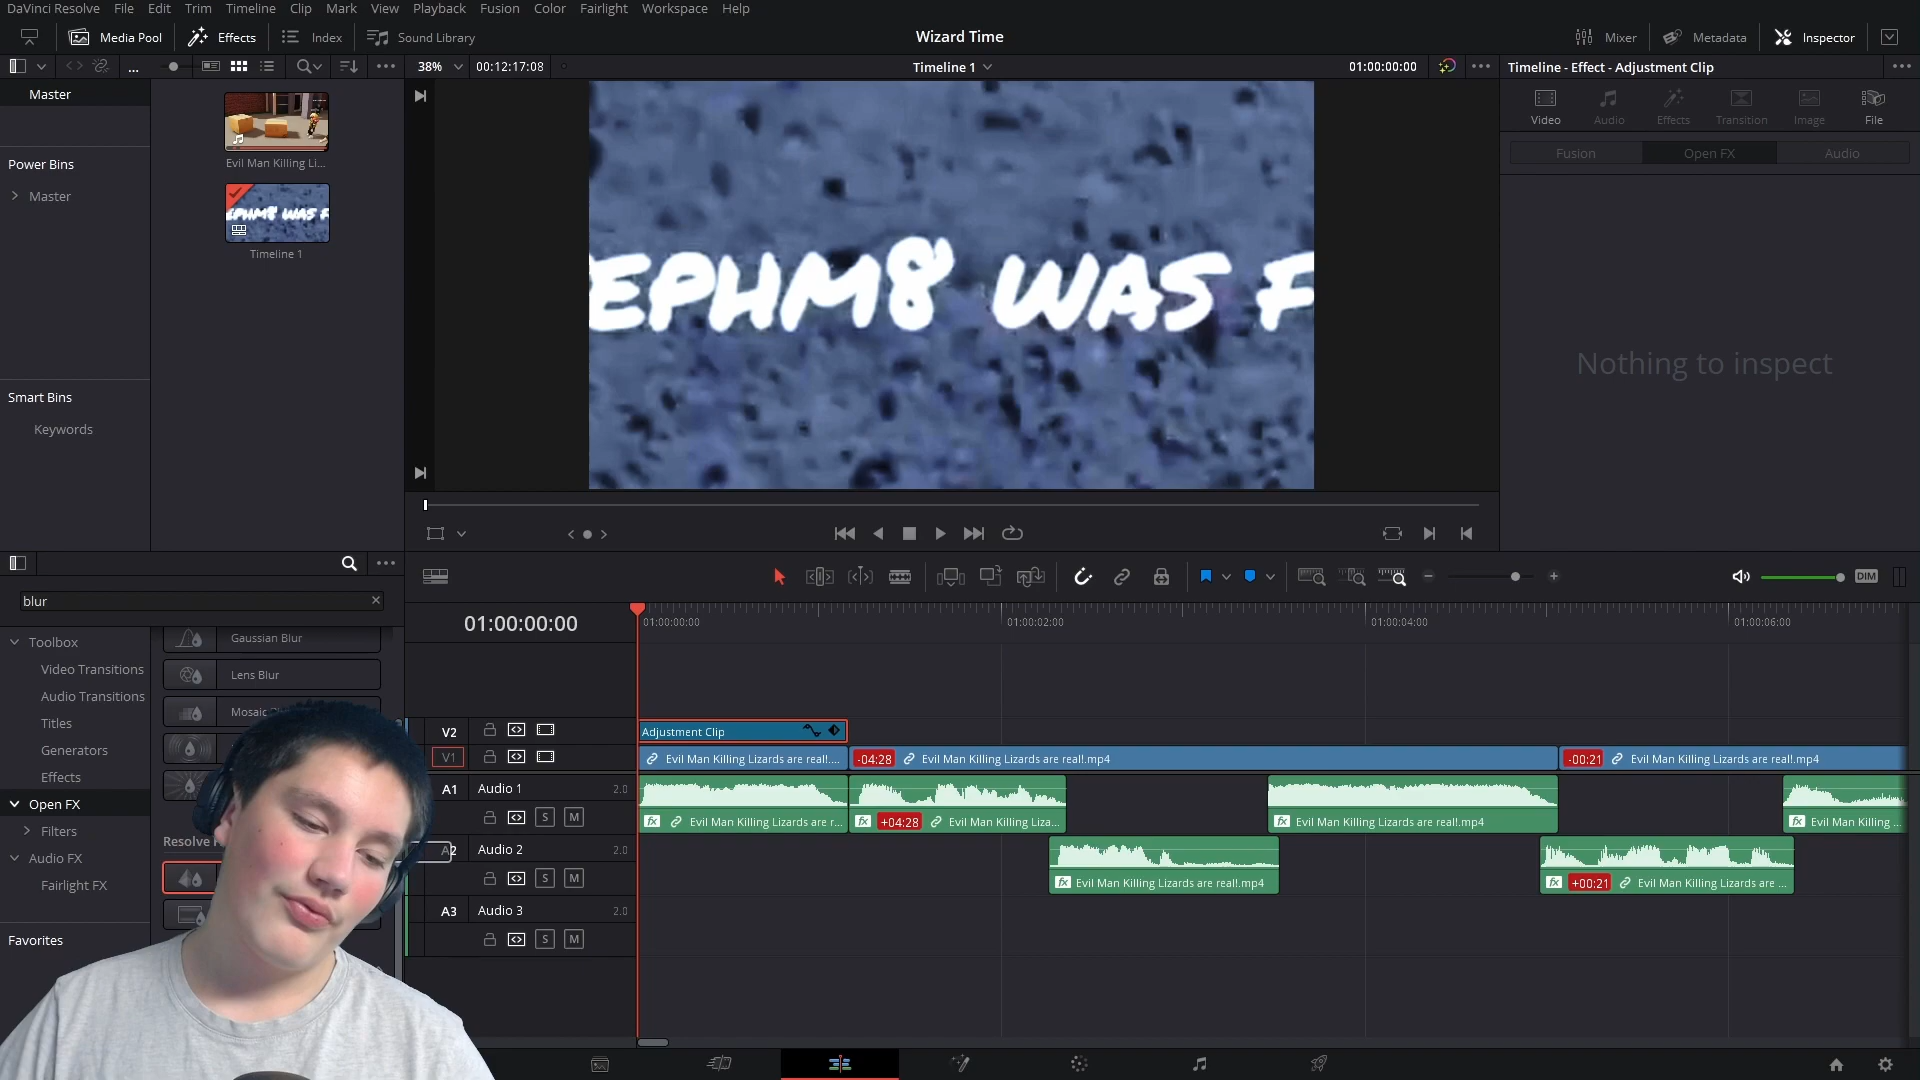 DaVinci Resolve File Edit Trim Timeline Clip Mark View Playback Fusion Color Fairlight Workspace Help
Media Pool Effects Index Sound Library Wizard Time Mixer Metadata Inspector
38% 00:12:17:08 Timeline 1 01:00:00:00 Timeline - Effect - Adjustment Clip
Master
Evil Man Killing Li...
Power Bins
Master
Timeline 1
Smart Bins
Keywords
EPHM8' WAS F
Video Audio Effects Transition Image File
Fusion Open FX Audio
Nothing to inspect
DIM
blur
Toolbox
Video Transitions
Audio Transitions
Titles
Generators
Effects
Open FX
Filters
Audio FX
Fairlight FX
Favorites
Gaussian Blur
Lens Blur
Mosaic
Resolve
01:00:00:00
01:00:00:00 01:00:02:00 01:00:04:00 01:00:06:00
V2 Adjustment Clip
V1 Evil Man Killing Lizards are real!.... -04:28 Evil Man Killing Lizards are real!.mp4 -00:21 Evil Man Killing Lizards are real!.mp4
A1 Audio 1 2.0
S M Evil Man Killing Lizards are r... +04:28 Evil Man Killing Liza... Evil Man Killing Lizards are real!.mp4 Evil Man Killing ...
A2 Audio 2 2.0
S M Evil Man Killing Lizards are real!.mp4 +00:21 Evil Man Killing Lizards are ...
A3 Audio 3 2.0
S M